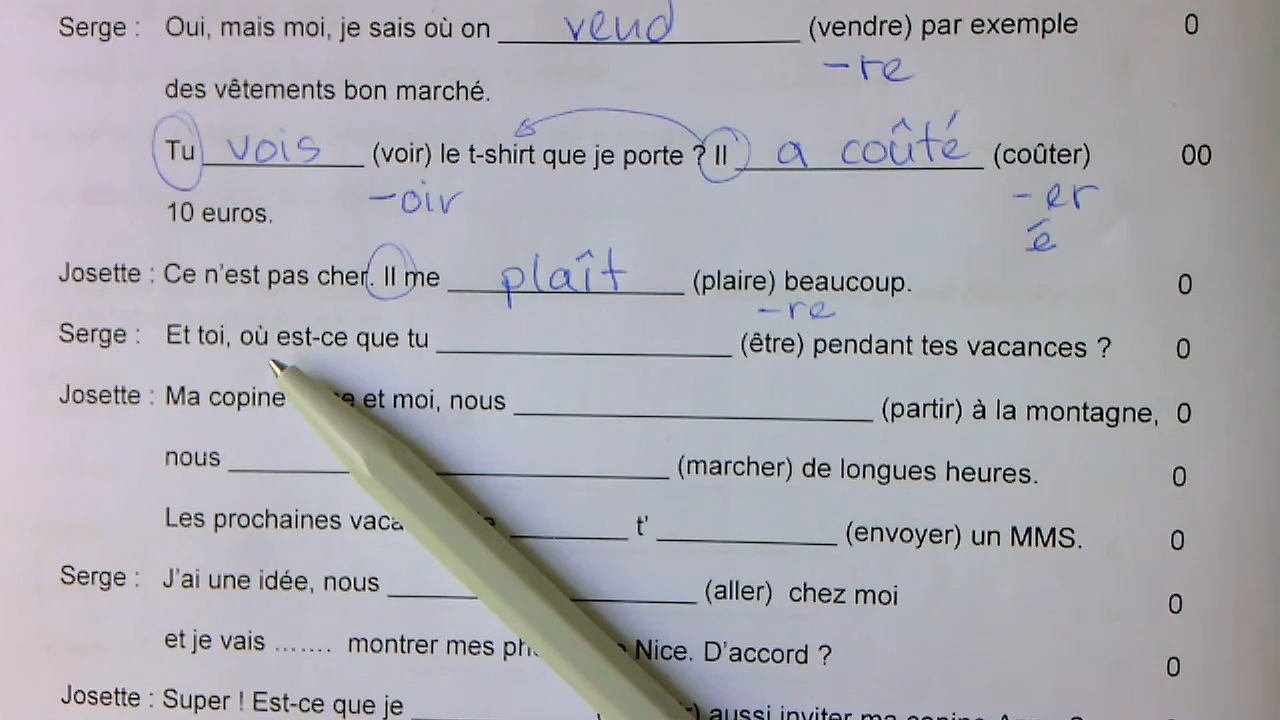 Serge : Oui, mais moi, je sais où on vend (vendre) par exemple 0
-re
des vêtements bon marché.
Tu vois (voir) le t-shirt que je porte ? Il a coûté (coûter) 00
-oir -er
10 euros. é
Josette : Ce n'est pas cher. Il me plaît (plaire) beaucoup. 0
-re
Serge : Et toi, où est-ce que tu (être) pendant tes vacances ? 0
Josette : Ma copine et moi, nous (partir) à la montagne, 0
nous (marcher) de longues heures. 0
Les prochaines t' (envoyer) un MMS. 0
Serge : J'ai une idée, nous (aller) chez moi 0
et je vais ....... montrer mes Nice. D'accord ? 0
Josette : Super ! Est-ce que je aussi inviter ma copine